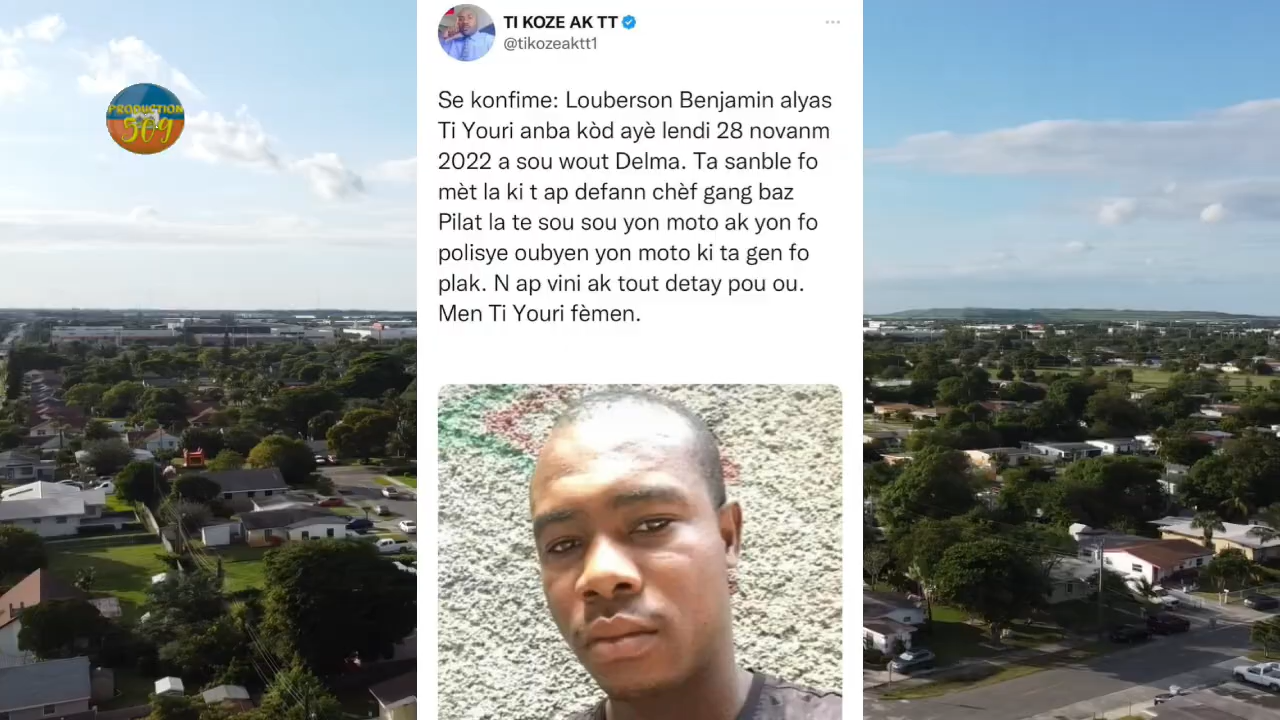 PRODUCTION
509
TI KOZE AK TT
@tikozeaktt1
Se konfime: Louberson Benjamin alyas
Ti Youri anba kòd ayè lendi 28 novanm
2022 a sou wout Delma. Ta sanble fo
mèt la ki t ap defann chèf gang baz
Pilat la te sou sou yon moto ak yon fo
polisye oubyen yon moto ki ta gen fo
plak. N ap vini ak tout detay pou ou.
Men Ti Youri fèmen.